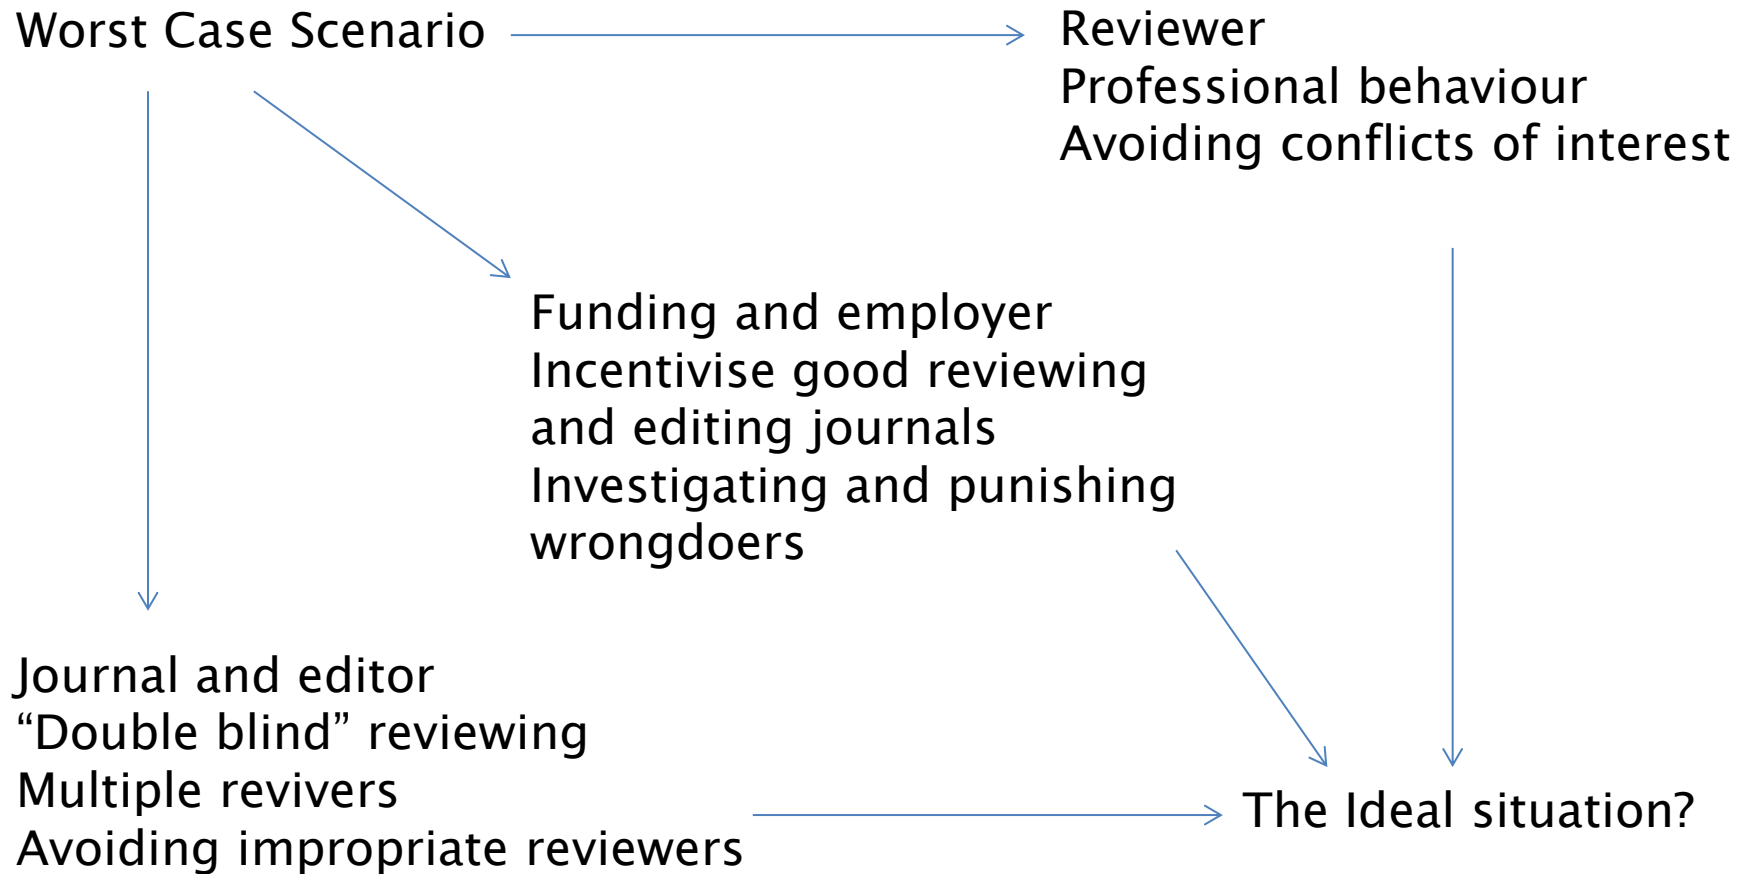 Worst Case Scenario
Reviewer
Professional behaviour
Avoiding conflicts of interest
Funding and employer
Incentivise good reviewing
and editing journals
Investigating and punishing
wrongdoers
Journal and editor
“Double blind” reviewing
Multiple revivers
Avoiding impropriate reviewers
The Ideal situation?